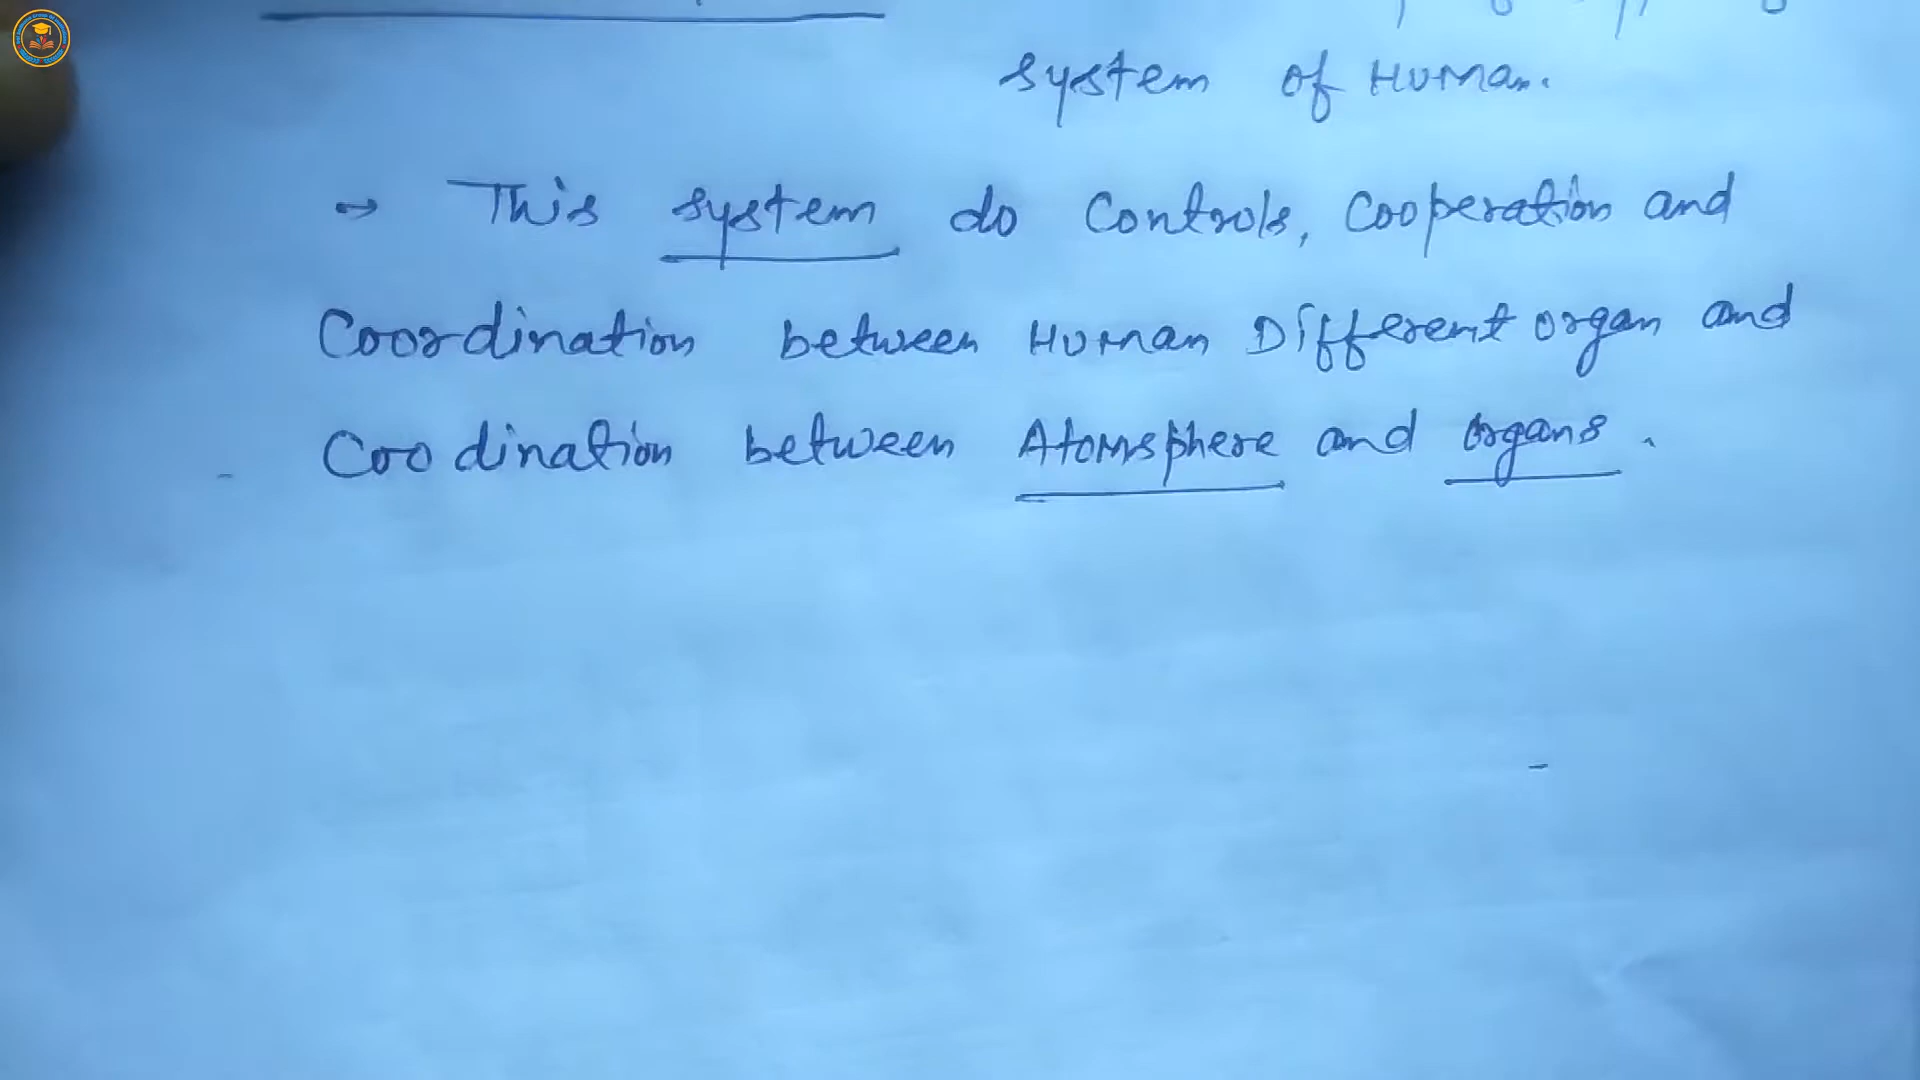 system of Human.
→ This system do Controls, Cooperation and
Coordination between Human Different organ and
Coodination between Atomsphere and organs.